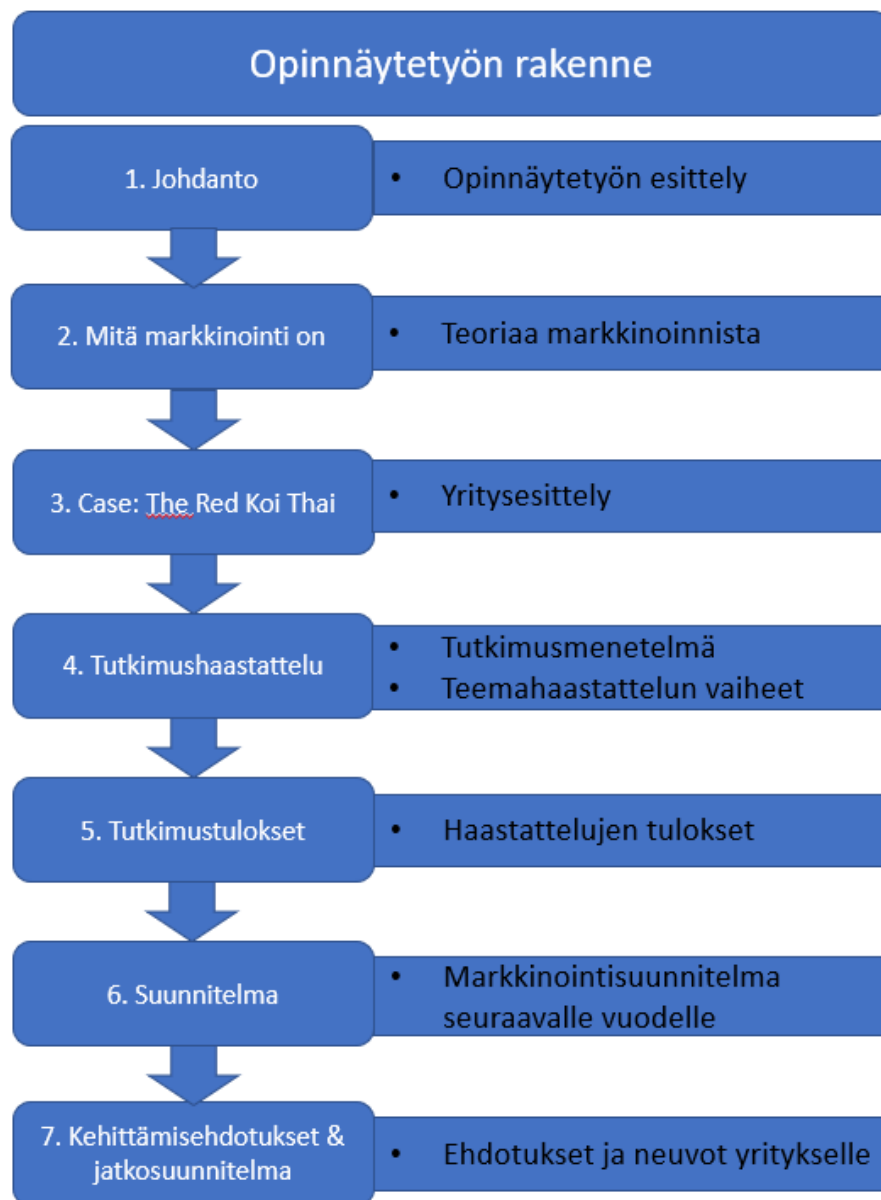 Opinnäytetyön rakenne
1. Johdanto
• Opinnäytetyön esittely
2. Mitä markkinointi on
• Teoriaa markkinoinnista
3. Case: The Red Koi Thai
• Yritysesittely
4. Tutkimushaastattelu
• Tutkimusmenetelmä
• Teemahaastattelun vaiheet
5. Tutkimustulokset
• Haastattelujen tulokset
6. Suunnitelma
• Markkinointisuunnitelma
seuraavalle vuodelle
7. Kehittämisehdotukset &
jatkosuunnitelma
• Ehdotukset ja neuvot yritykselle